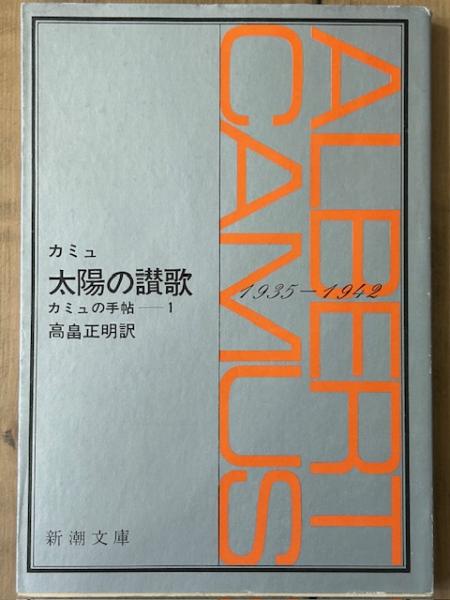 カミュ
太陽の讃歌
カミュの手帖——1
高畠正明訳
新潮文庫
ALBERT
CAMUS
1935-1942